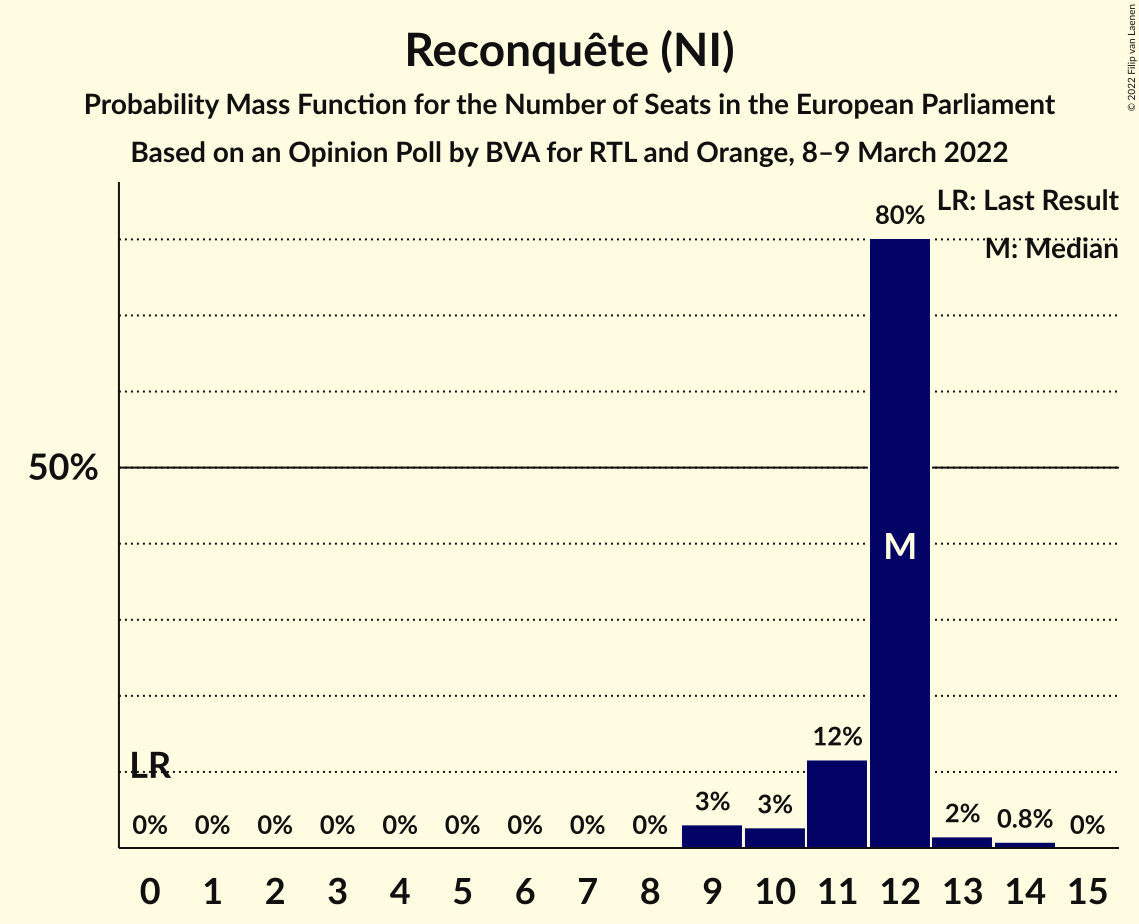 Reconquête (NI)
Probability Mass Function for the Number of Seats in the European Parliament
Based on an Opinion Poll by BVA for RTL and Orange, 8–9 March 2022
© 2022 Filip van Laenen
LR: Last Result
M: Median
80%
50%
M
12%
LR
3%
3%
2%
0.8%
0%
0%
0%
0%
0%
0%
0%
0%
0%
0%
0 1 2 3 4 5 6 7 8 9 10 11 12 13 14 15